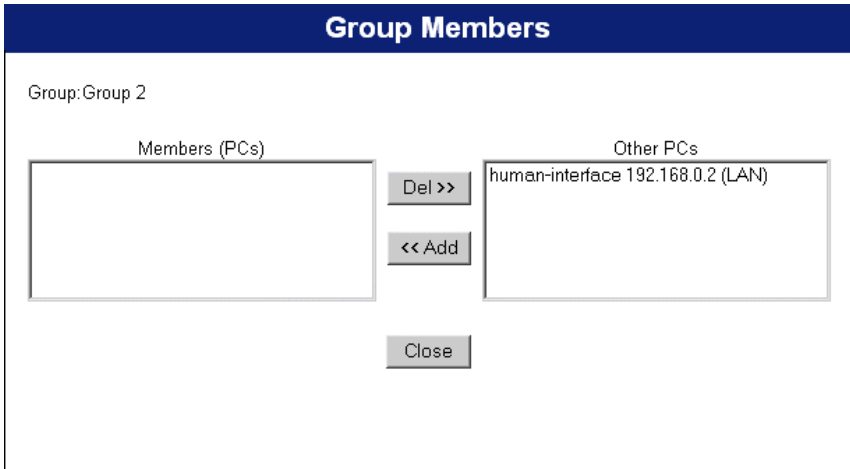 Group Members
Group:Group 2
Members (PCs)
Other PCs
human-interface 192.168.0.2 (LAN)
Del >>
<< Add
Close